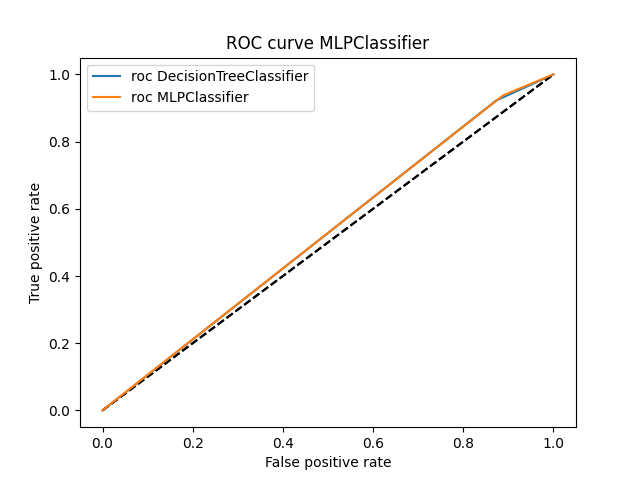 ROC curve MLPClassifier
roc DecisionTreeClassifier
roc MLPClassifier
1.0
0.8
0.6
0.4
0.2
0.0
True positive rate
0.0 0.2 0.4 0.6 0.8 1.0
False positive rate